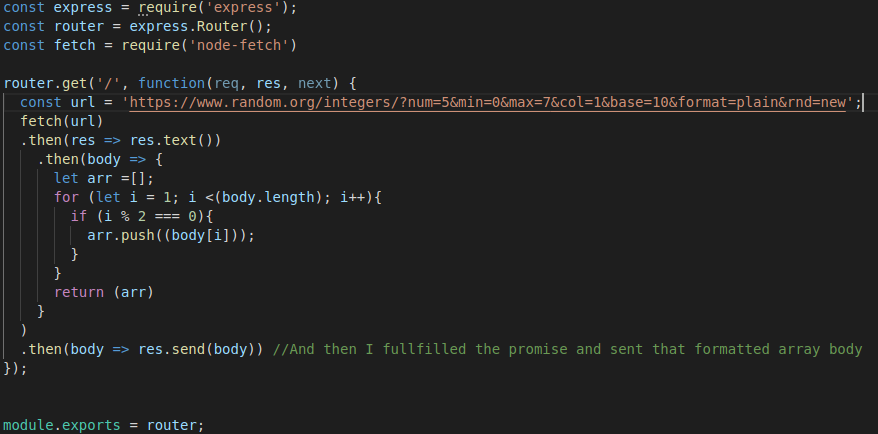 const express = require('express');
const router = express.Router();
const fetch = require('node-fetch')

router.get('/', function(req, res, next) {
  const url = 'https://www.random.org/integers/?num=5&min=0&max=7&col=1&base=10&format=plain&rnd=new';
  fetch(url)
  .then(res => res.text())
    .then(body => {
      let arr =[];
      for (let i = 1; i <(body.length); i++){
        if (i % 2 === 0){
          arr.push((body[i]));
        }
      }
      return (arr)
    }
  )
  .then(body => res.send(body)) //And then I fullfilled the promise and sent that formatted array body
});

module.exports = router;